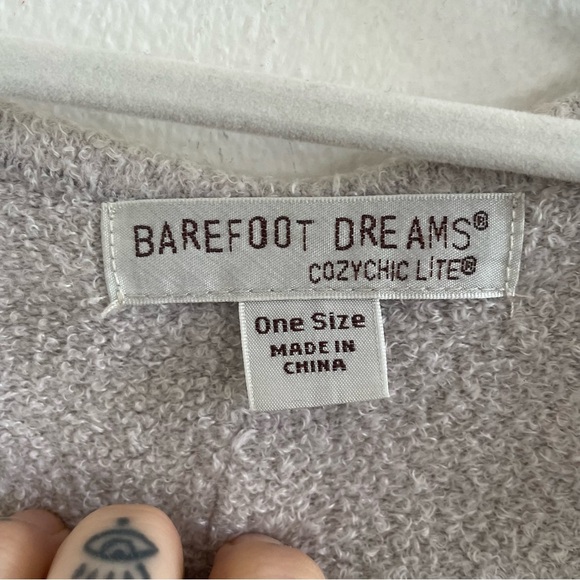 BAREFOOT DREAMS®
COZYCHIC LiTE®
One Size
MADE IN
CHINA